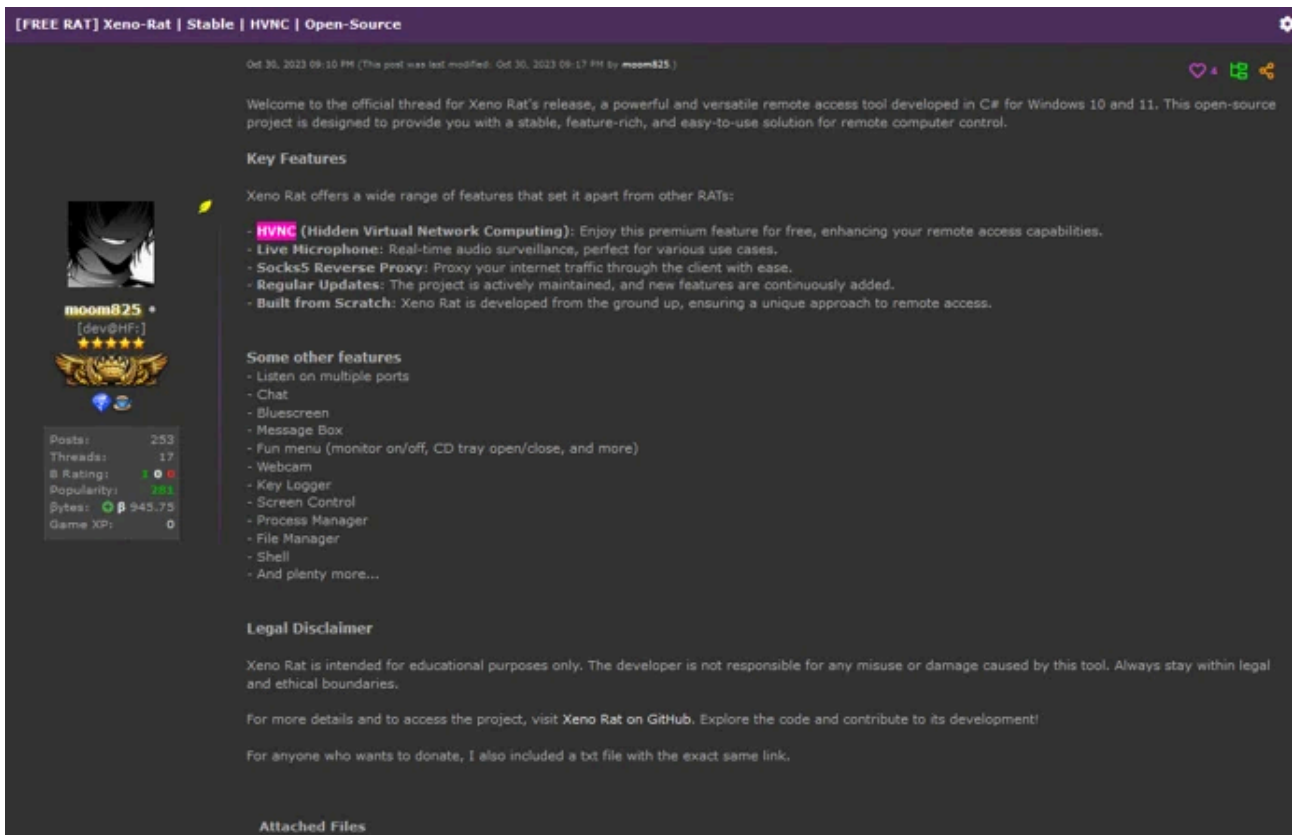 [FREE RAT] Xeno-Rat | Stable | HVNC | Open-Source
Oct 30, 2023 09:10 PM (This post was last modified: Oct 30, 2023 09:17 PM by moom825.)
4
Welcome to the official thread for Xeno Rat's release, a powerful and versatile remote access tool developed in C# for Windows 10 and 11. This open-source
project is designed to provide you with a stable, feature-rich, and easy-to-use solution for remote computer control.
Key Features
Xeno Rat offers a wide range of features that set it apart from other RATs:
- HVNC (Hidden Virtual Network Computing): Enjoy this premium feature for free, enhancing your remote access capabilities.
- Live Microphone: Real-time audio surveillance, perfect for various use cases.
- Socks5 Reverse Proxy: Proxy your internet traffic through the client with ease.
- Regular Updates: The project is actively maintained, and new features are continuously added.
- Built from Scratch: Xeno Rat is developed from the ground up, ensuring a unique approach to remote access.
moom825
[dev@HF:]
Posts: 253
Threads: 17
B Rating: 1 0 0
Popularity: 281
βytes: β 945.75
Game XP: 0
Some other features
- Listen on multiple ports
- Chat
- Bluescreen
- Message Box
- Fun menu (monitor on/off, CD tray open/close, and more)
- Webcam
- Key Logger
- Screen Control
- Process Manager
- File Manager
- Shell
- And plenty more...
Legal Disclaimer
Xeno Rat is intended for educational purposes only. The developer is not responsible for any misuse or damage caused by this tool. Always stay within legal
and ethical boundaries.
For more details and to access the project, visit Xeno Rat on GitHub. Explore the code and contribute to its development!
For anyone who wants to donate, I also included a txt file with the exact same link.
Attached Files